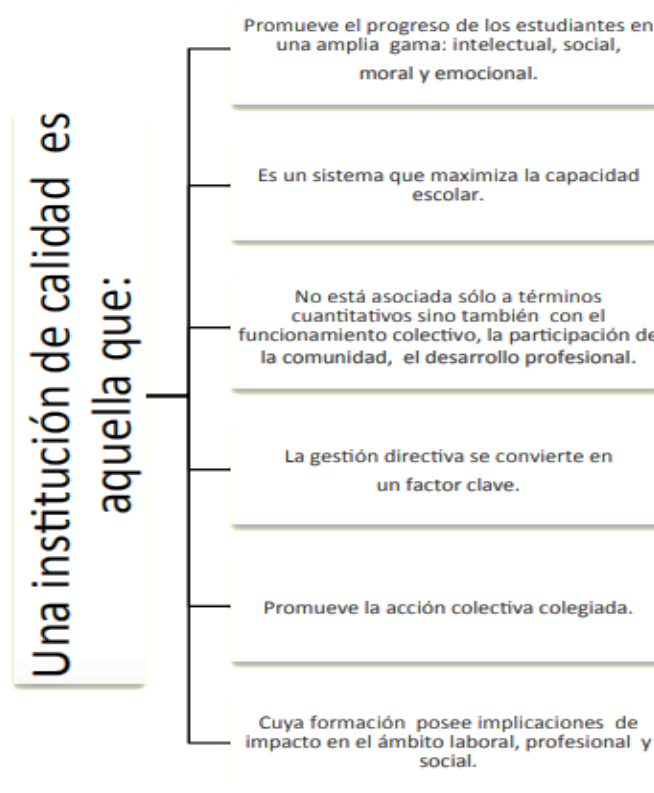 Una institución de calidad es
aquella que:
Promueve el progreso de los estudiantes en
una amplia gama: intelectual, social,
moral y emocional.
Es un sistema que maximiza la capacidad
escolar.
No está asociada sólo a términos
cuantitativos sino también con el
funcionamiento colectivo, la participación de
la comunidad, el desarrollo profesional.
La gestión directiva se convierte en
un factor clave.
Promueve la acción colectiva colegiada.
Cuya formación posee implicaciones de
impacto en el ámbito laboral, profesional y
social.